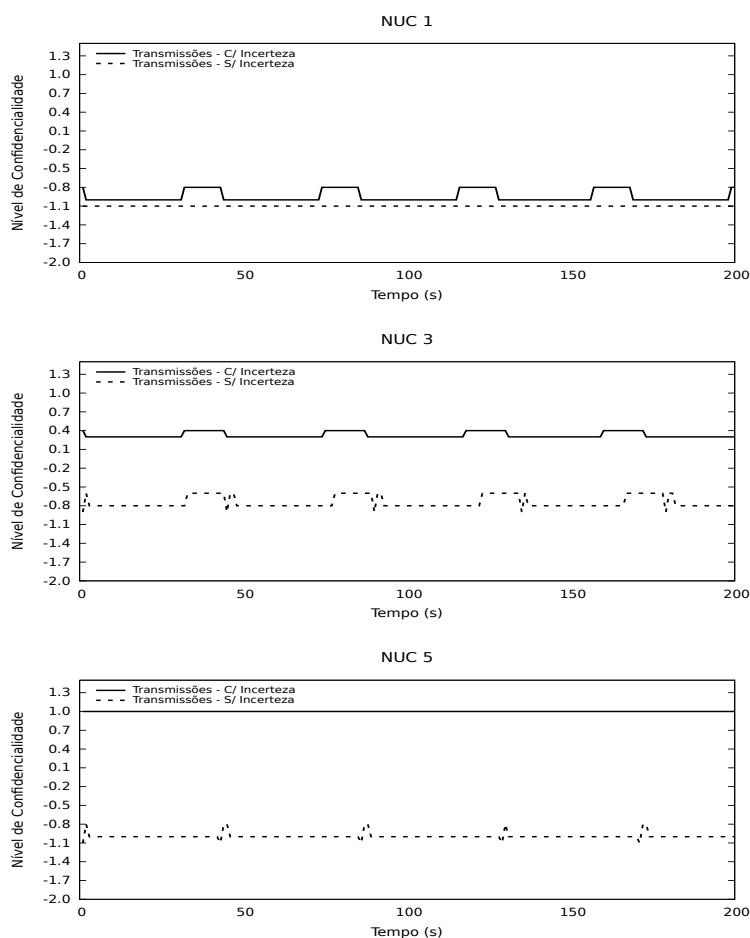 NUC 1
Transmissões - C/ Incerteza
Transmissões - S/ Incerteza
1.3
1.0
0.7
0.4
0.1
-0.2
-0.5
-0.8
-1.1
-1.4
-1.7
-2.0
Nível de Confidencialidade
0 50 100 150 200
Tempo (s)
NUC 3
Transmissões - C/ Incerteza
Transmissões - S/ Incerteza
1.3
1.0
0.7
0.4
0.1
-0.2
-0.5
-0.8
-1.1
-1.4
-1.7
-2.0
Nível de Confidencialidade
0 50 100 150 200
Tempo (s)
NUC 5
Transmissões - C/ Incerteza
Transmissões - S/ Incerteza
1.3
1.0
0.7
0.4
0.1
-0.2
-0.5
-0.8
-1.1
-1.4
-1.7
-2.0
Nível de Confidencialidade
0 50 100 150 200
Tempo (s)